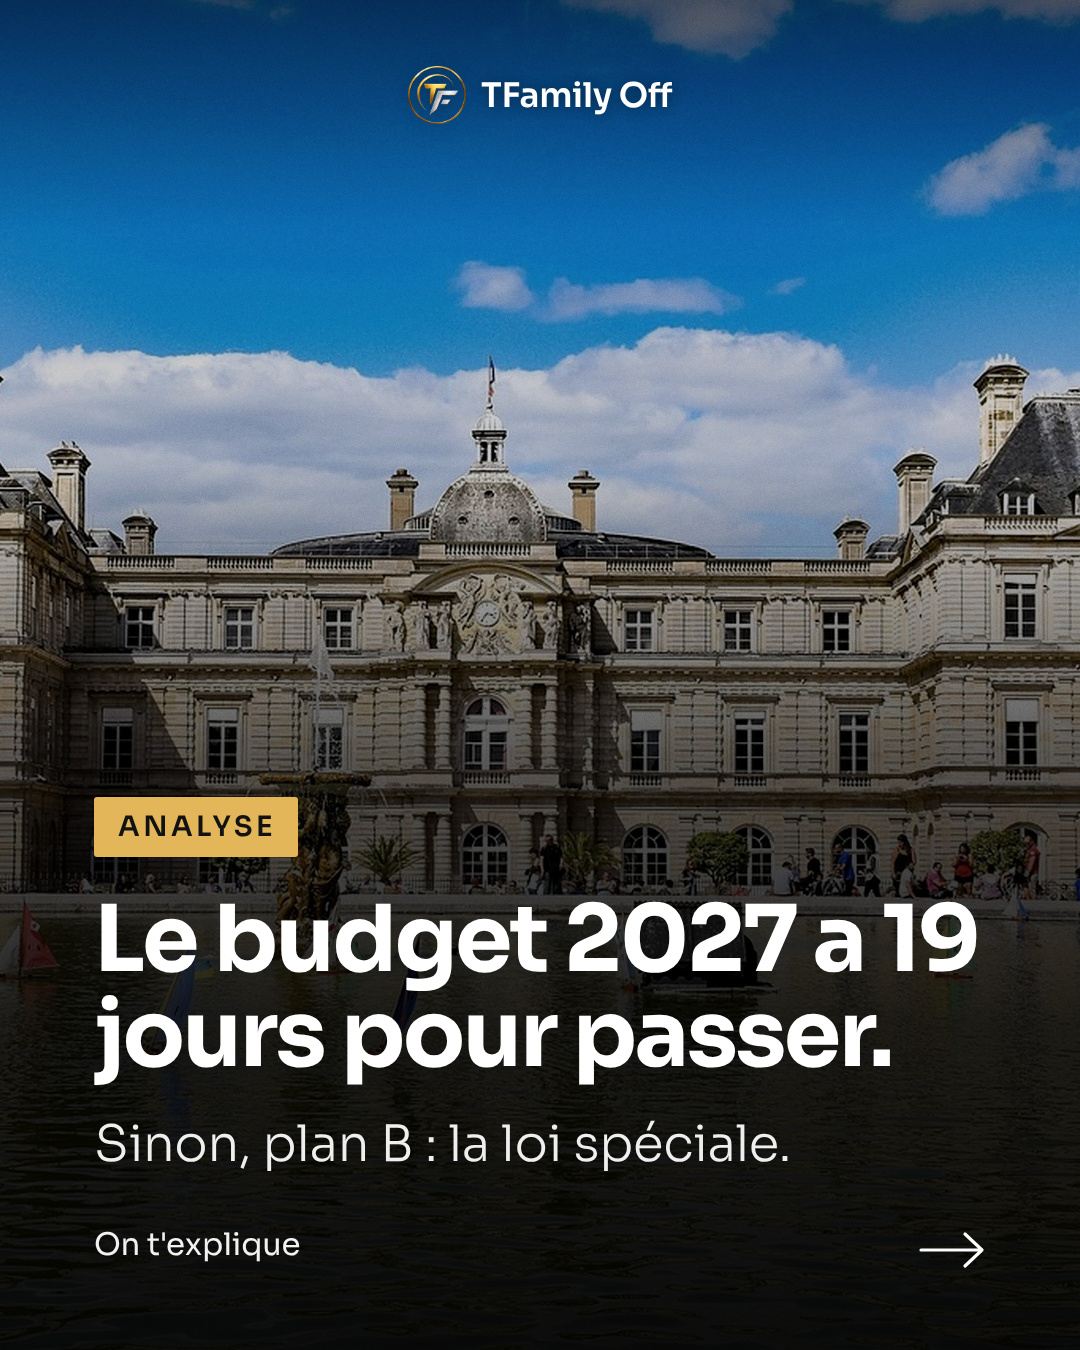 TFamily Off
ANALYSE
Le budget 2027 a 19
jours pour passer.
Sinon, plan B : la loi spéciale.
On t'explique